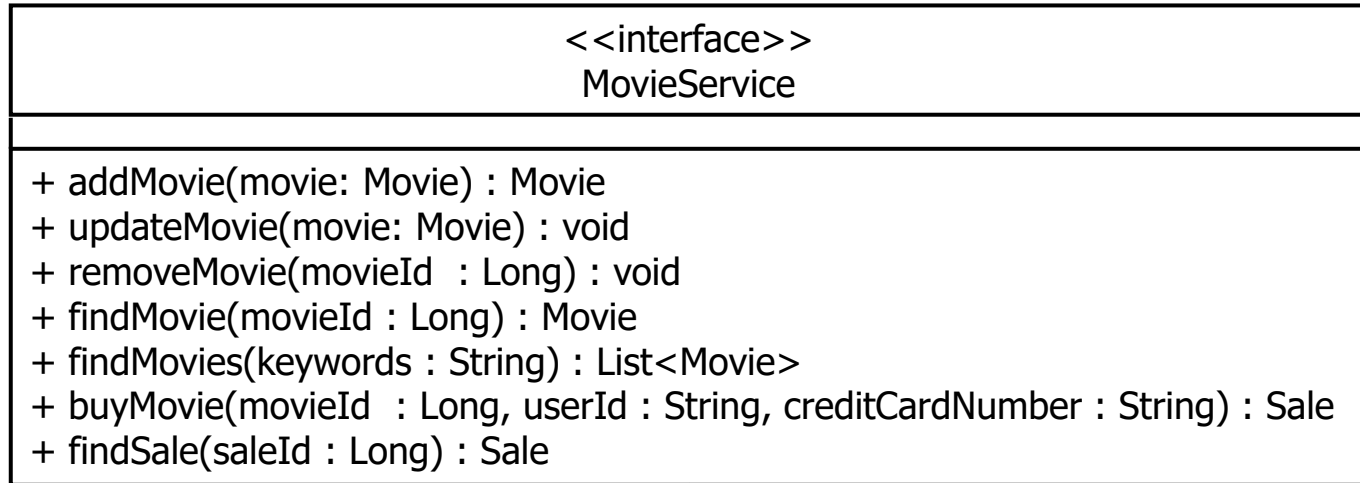 <<interface>>
MovieService
+ addMovie(movie: Movie) : Movie
+ updateMovie(movie: Movie) : void
+ removeMovie(movieId  : Long) : void
+ findMovie(movieId : Long) : Movie
+ findMovies(keywords : String) : List<Movie>
+ buyMovie(movieId  : Long, userId : String, creditCardNumber : String) : Sale
+ findSale(saleId : Long) : Sale